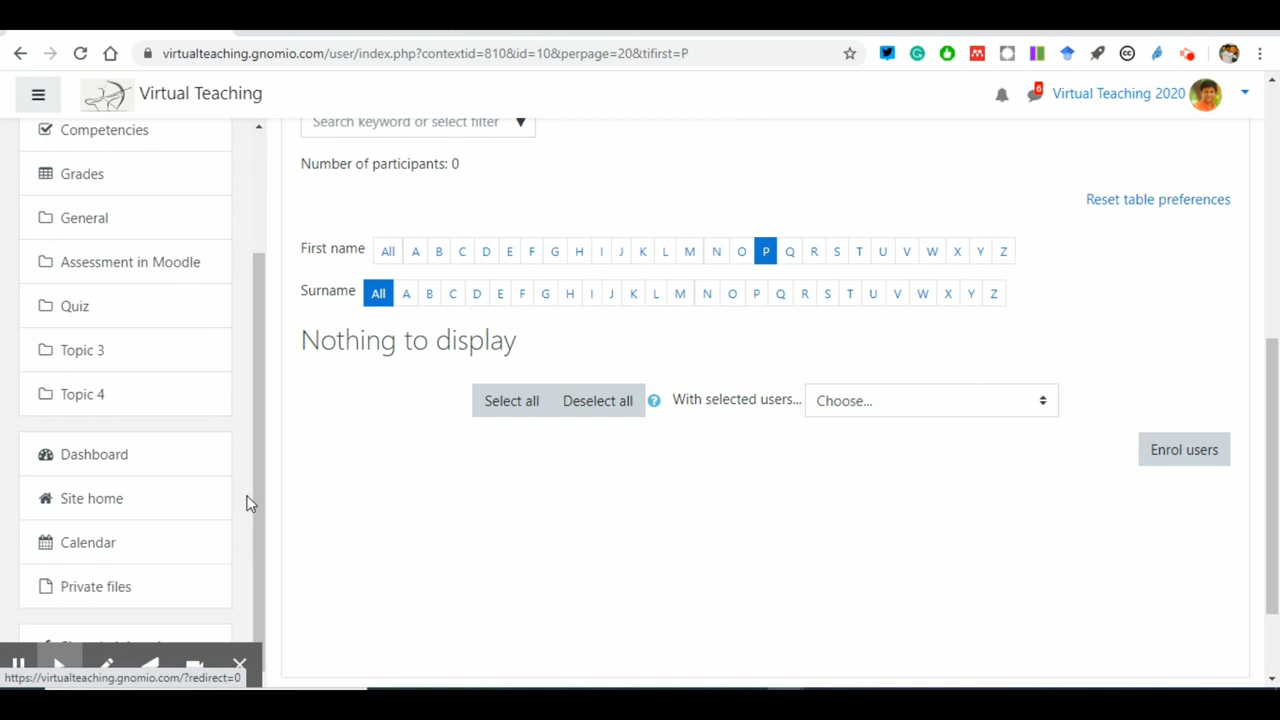 virtualteaching.gnomio.com/user/index.php?contextid=810&id=10&perpage=20&tifirst=P
Virtual Teaching
6
Virtual Teaching 2020
Competencies
Grades
General
Assessment in Moodle
Quiz
Topic 3
Topic 4
Dashboard
Site home
Calendar
Private files
Search keyword or select filter ▼
Number of participants: 0
Reset table preferences
First name All A B C D E F G H I J K L M N O P Q R S T U V W X Y Z
Surname All A B C D E F G H I J K L M N O P Q R S T U V W X Y Z
Nothing to display
Select all Deselect all With selected users... Choose...
Enrol users
https://virtualteaching.gnomio.com/?redirect=0